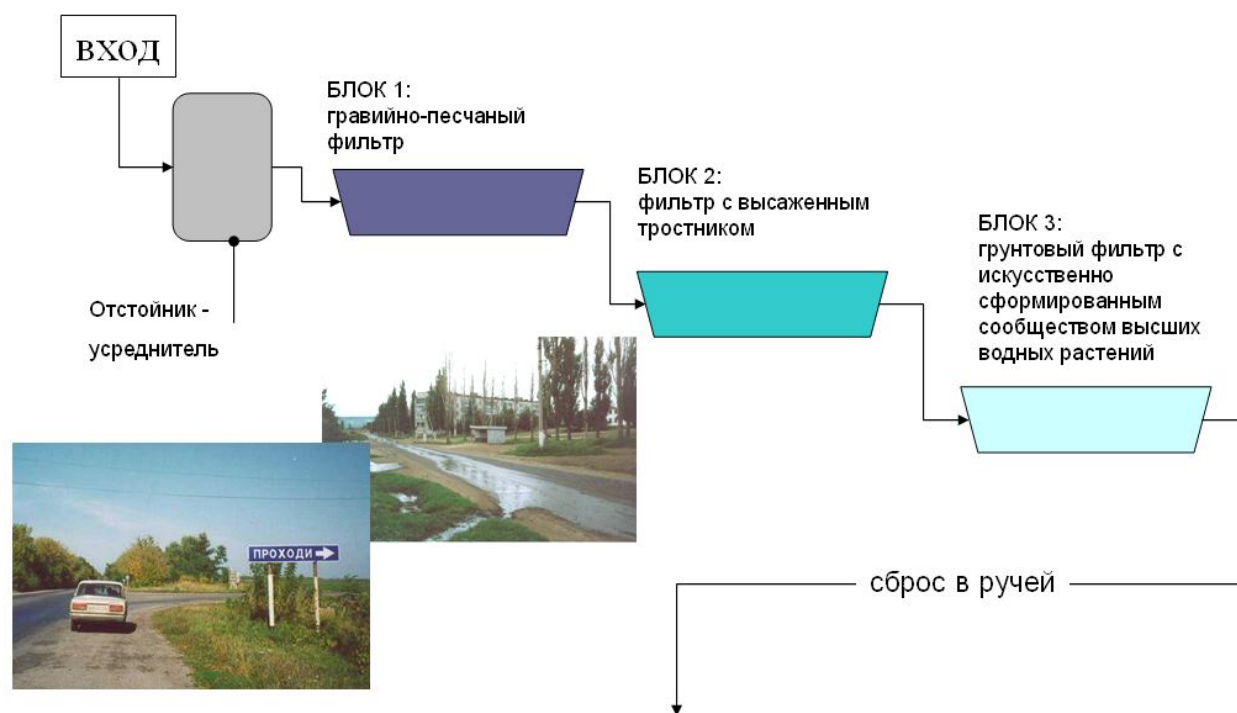 ВХОД
БЛОК 1:
гравийно-песчаный
фильтр
БЛОК 2:
фильтр с высаженным
тростником
БЛОК 3:
грунтовый фильтр с
искусственно
сформированным
сообществом высших
водных растений
Отстойник -
усреднитель
ПРОХОДИ
сброс в ручей